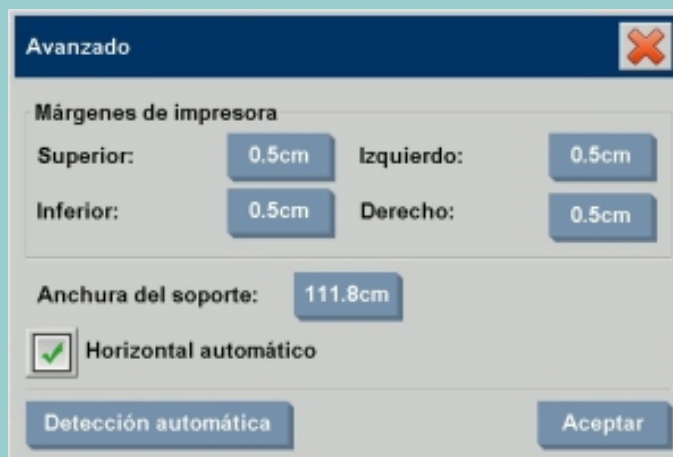 Avanzado
Márgenes de impresora
Superior: 0.5cm Izquierdo: 0.5cm
Inferior: 0.5cm Derecho: 0.5cm
Anchura del soporte: 111.8cm
Horizontal automático
Detección automática Aceptar